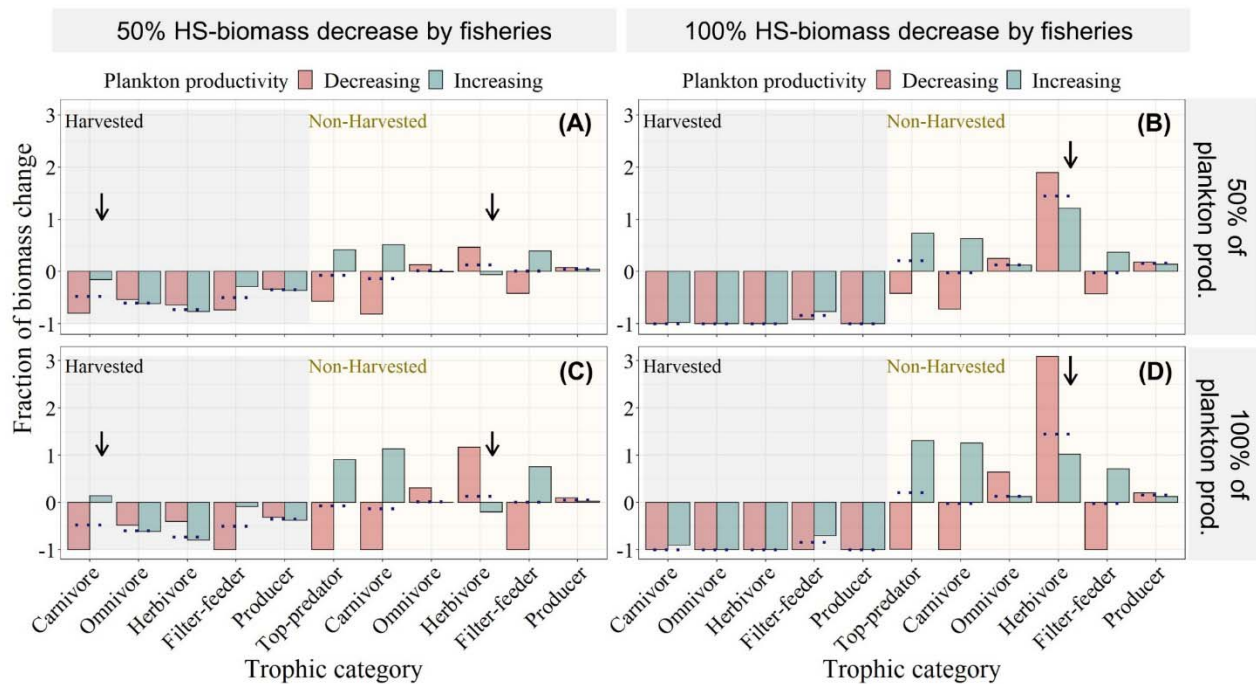 50% HS-biomass decrease by fisheries
100% HS-biomass decrease by fisheries
Plankton productivity Decreasing Increasing
Plankton productivity Decreasing Increasing
Fraction of biomass change
3
2
1
0
-1
Harvested
Non-Harvested
(A)
3
2
1
0
-1
Harvested
Non-Harvested
(B)
50% of
plankton prod.
3
2
1
0
-1
Harvested
Non-Harvested
(C)
3
2
1
0
-1
Harvested
Non-Harvested
(D)
100% of
plankton prod.
Carnivore
Omnivore
Herbivore
Filter-feeder
Producer
Top-predator
Carnivore
Omnivore
Herbivore
Filter-feeder
Producer
Trophic category
Carnivore
Omnivore
Herbivore
Filter-feeder
Producer
Top-predator
Carnivore
Omnivore
Herbivore
Filter-feeder
Producer
Trophic category